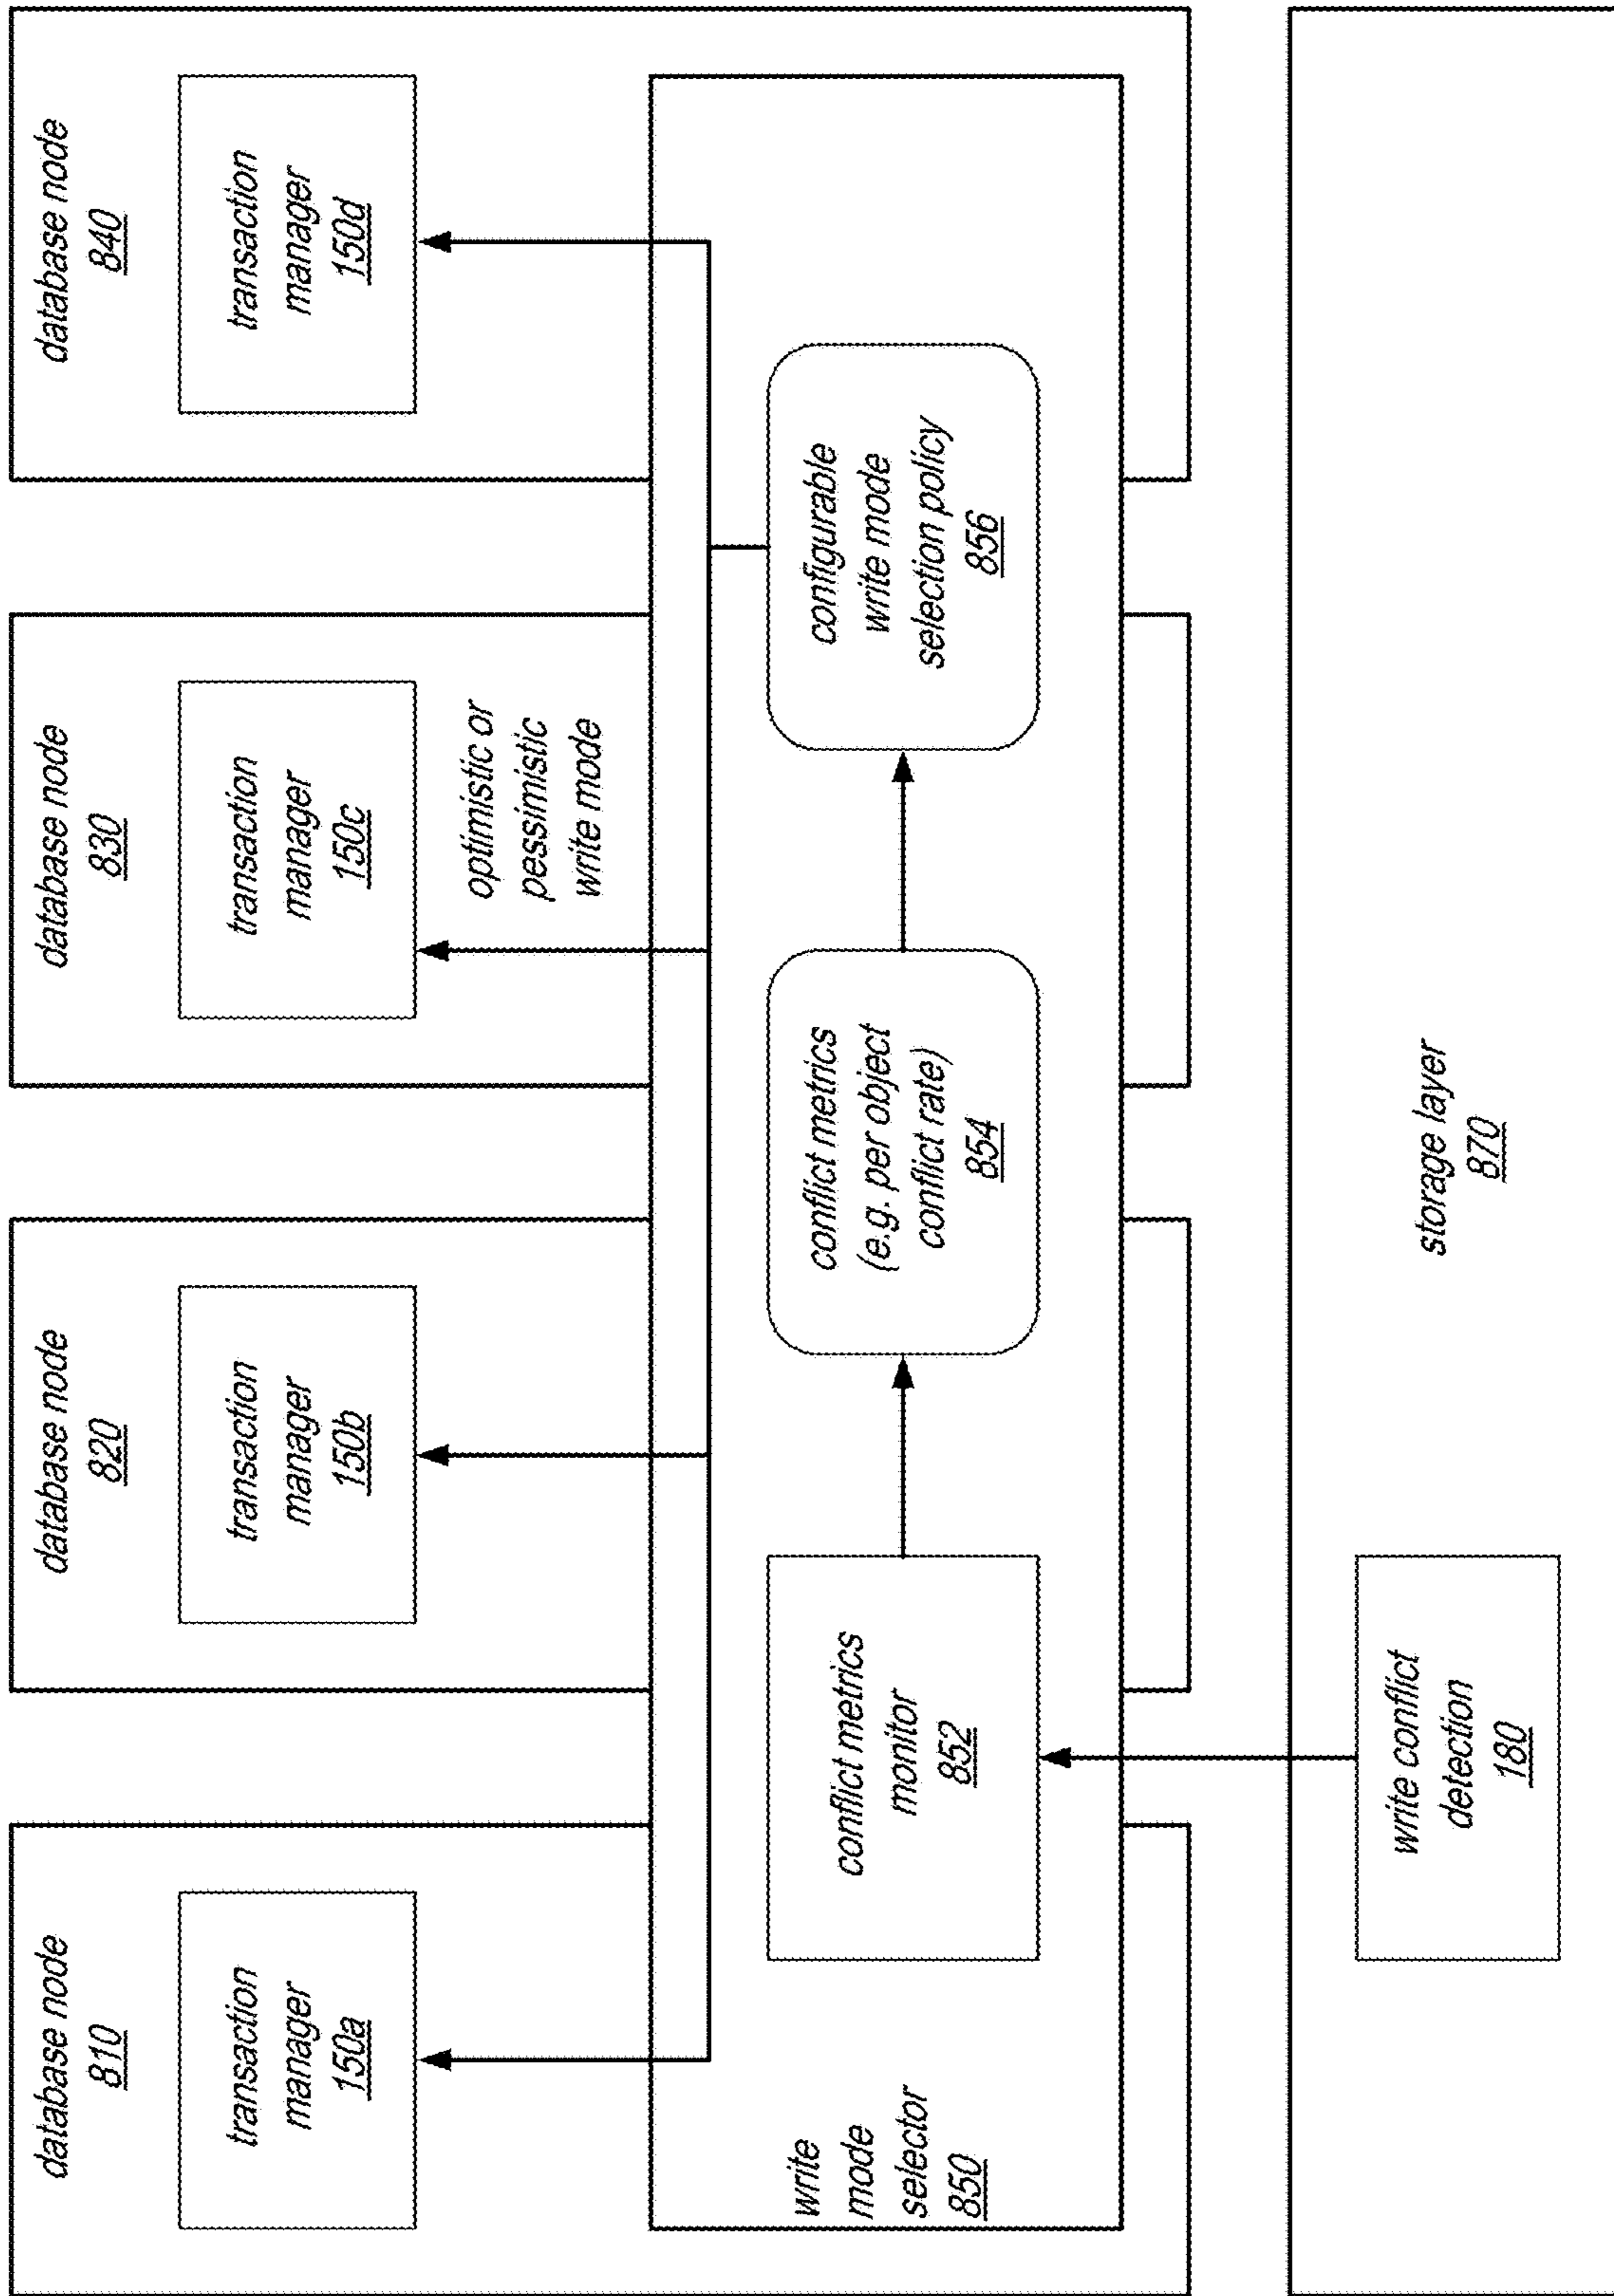 database node
810
transaction
manager
150a
database node
820
transaction
manager
150b
database node
830
transaction
manager
150c
optimistic or
pessimistic
write mode
database node
840
transaction
manager
150d
write
mode
selector
850
conflict metrics
monitor
852
conflict metrics
(e.g. per object
conflict rate)
854
configurable
write mode
selection policy
856
write conflict
detection
180
storage layer
870